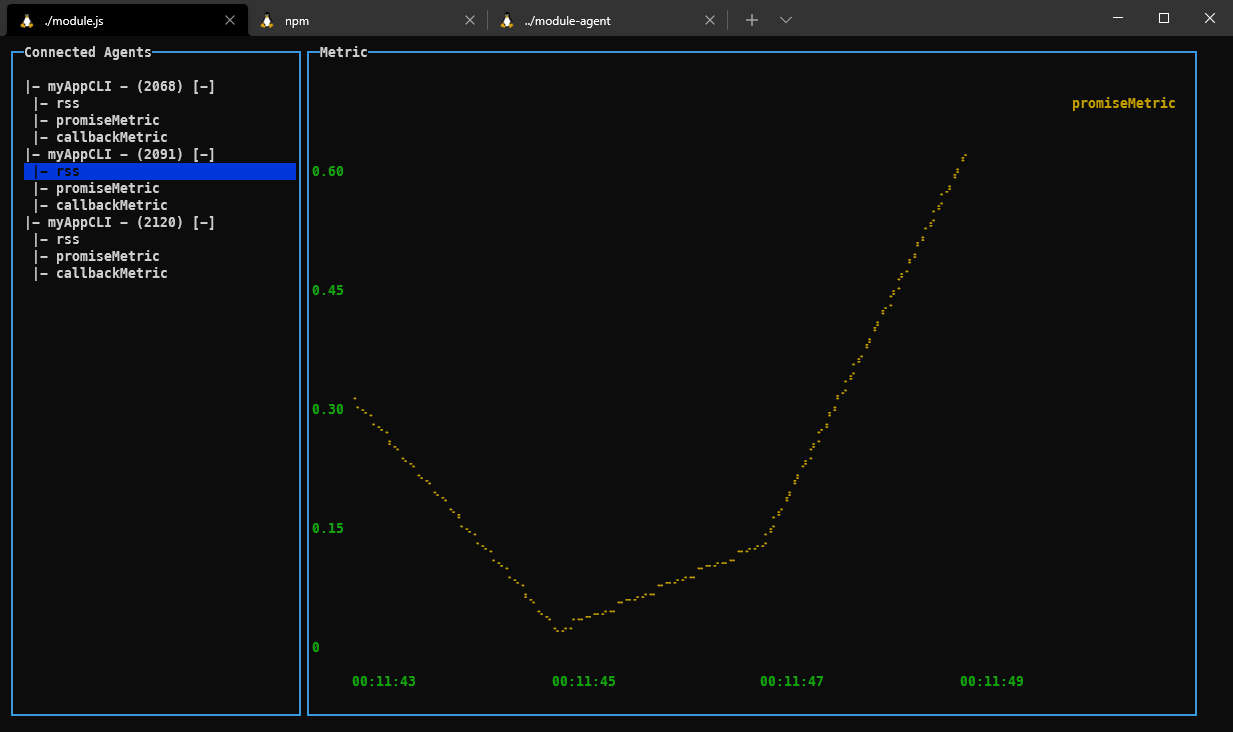 ./module.js
npm
../module-agent
Connected Agents
Metric
|— myAppCLI — (2068) [—]
|— rss
|— promiseMetric
|— callbackMetric
|— myAppCLI — (2091) [—]
|— rss
|— promiseMetric
|— callbackMetric
|— myAppCLI — (2120) [—]
|— rss
|— promiseMetric
|— callbackMetric
promiseMetric
0.60
0.45
0.30
0.15
0
00:11:43 00:11:45 00:11:47 00:11:49